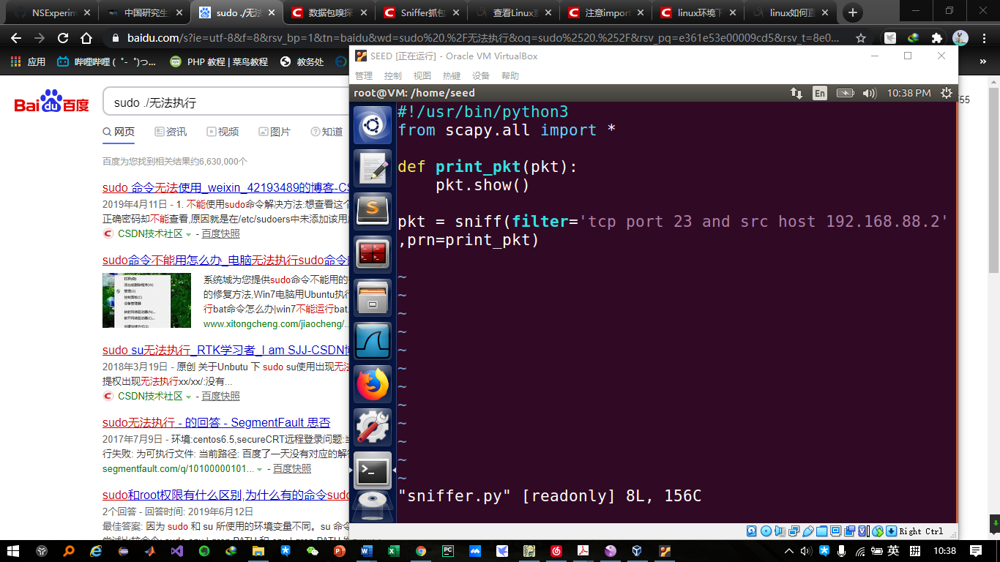 NSExperim
中国研究生
sudo ./无法
数据包嗅探
Sniffer抓包
查看Linux
注意import
linux环境下
linux如何直
baidu.com/s?ie=utf-8&f=8&rsv_bp=1&tn=baidu&wd=sudo%20.%2F无法执行&oq=sudo%2520.%252F&rsv_pq=e361e53e00009cd5&rsv_t=8e0...
应用
哔哩哔哩 (゜-゜)つ...
PHP 教程 | 菜鸟教程
教务处
»
Bai百度
sudo ./无法执行
网页
资讯
视频
图片
知道
百度为您找到相关结果约6,630,000个
sudo 命令无法使用_weixin_42193489的博客-CS
2019年4月11日 - 1. 不能使用sudo命令解决方法:想查看这个
正确密码却不能查看,原因就是在/etc/sudoers中未添加该用
CSDN技术社区 - 百度快照
sudo命令不能用怎么办_电脑无法执行sudo命令
系统城为您提供sudo命令不能用的
的修复方法,Win7电脑用Ubuntu执行
行bat命令怎么办|win7不能运行bat
www.xitongcheng.com/jiaocheng/...
sudo su无法执行_RTK学习者_I am SJJ-CSDN博
2018年3月19日 - 原创 关于Unbutu 下 sudo su使用出现无法
提权出现无法执行xx/xx/:没有...
CSDN技术社区 - 百度快照
sudo无法执行 - 的回答 - SegmentFault 思否
2017年7月9日 - 环境:centos6.5,secureCRT远程登录问题:当
行失败: 为可执行文件: 当前路径: 百度了一天没有对应的解
segmentfault.com/q/10100000101... - 百度快照
sudo和root权限有什么区别,为什么有的命令sudo
2个回答 - 回答时间: 2019年6月12日
最佳答案: 因为 sudo 和 su 所使用的环境变量不同。su 命令
SEED [正在运行] - Oracle VM VirtualBox
管理 控制 视图 热键 设备 帮助
root@VM: /home/seed
En
10:38 PM
55
#!/usr/bin/python3
from scapy.all import *
def print_pkt(pkt):
pkt.show()
pkt = sniff(filter='tcp port 23 and src host 192.168.88.2'
,prn=print_pkt)
~
~
~
~
~
~
~
~
~
~
~
~
"sniffer.py" [readonly] 8L, 156C
Right Ctrl
英
拼
10:38